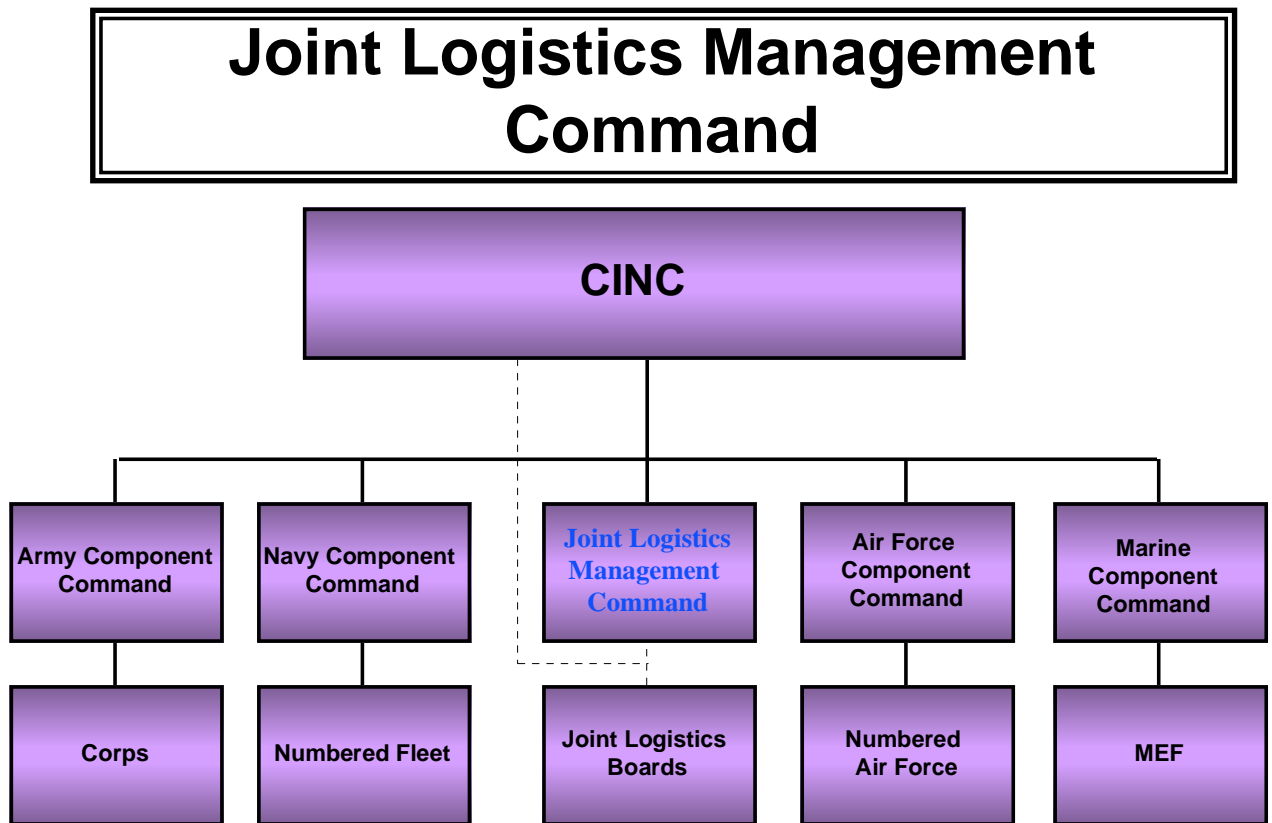 Joint Logistics Management
Command
CINC
Army Component
Command
Navy Component
Command
Joint Logistics
Management
Command
Air Force
Component
Command
Marine
Component
Command
Corps
Numbered Fleet
Joint Logistics
Boards
Numbered
Air Force
MEF